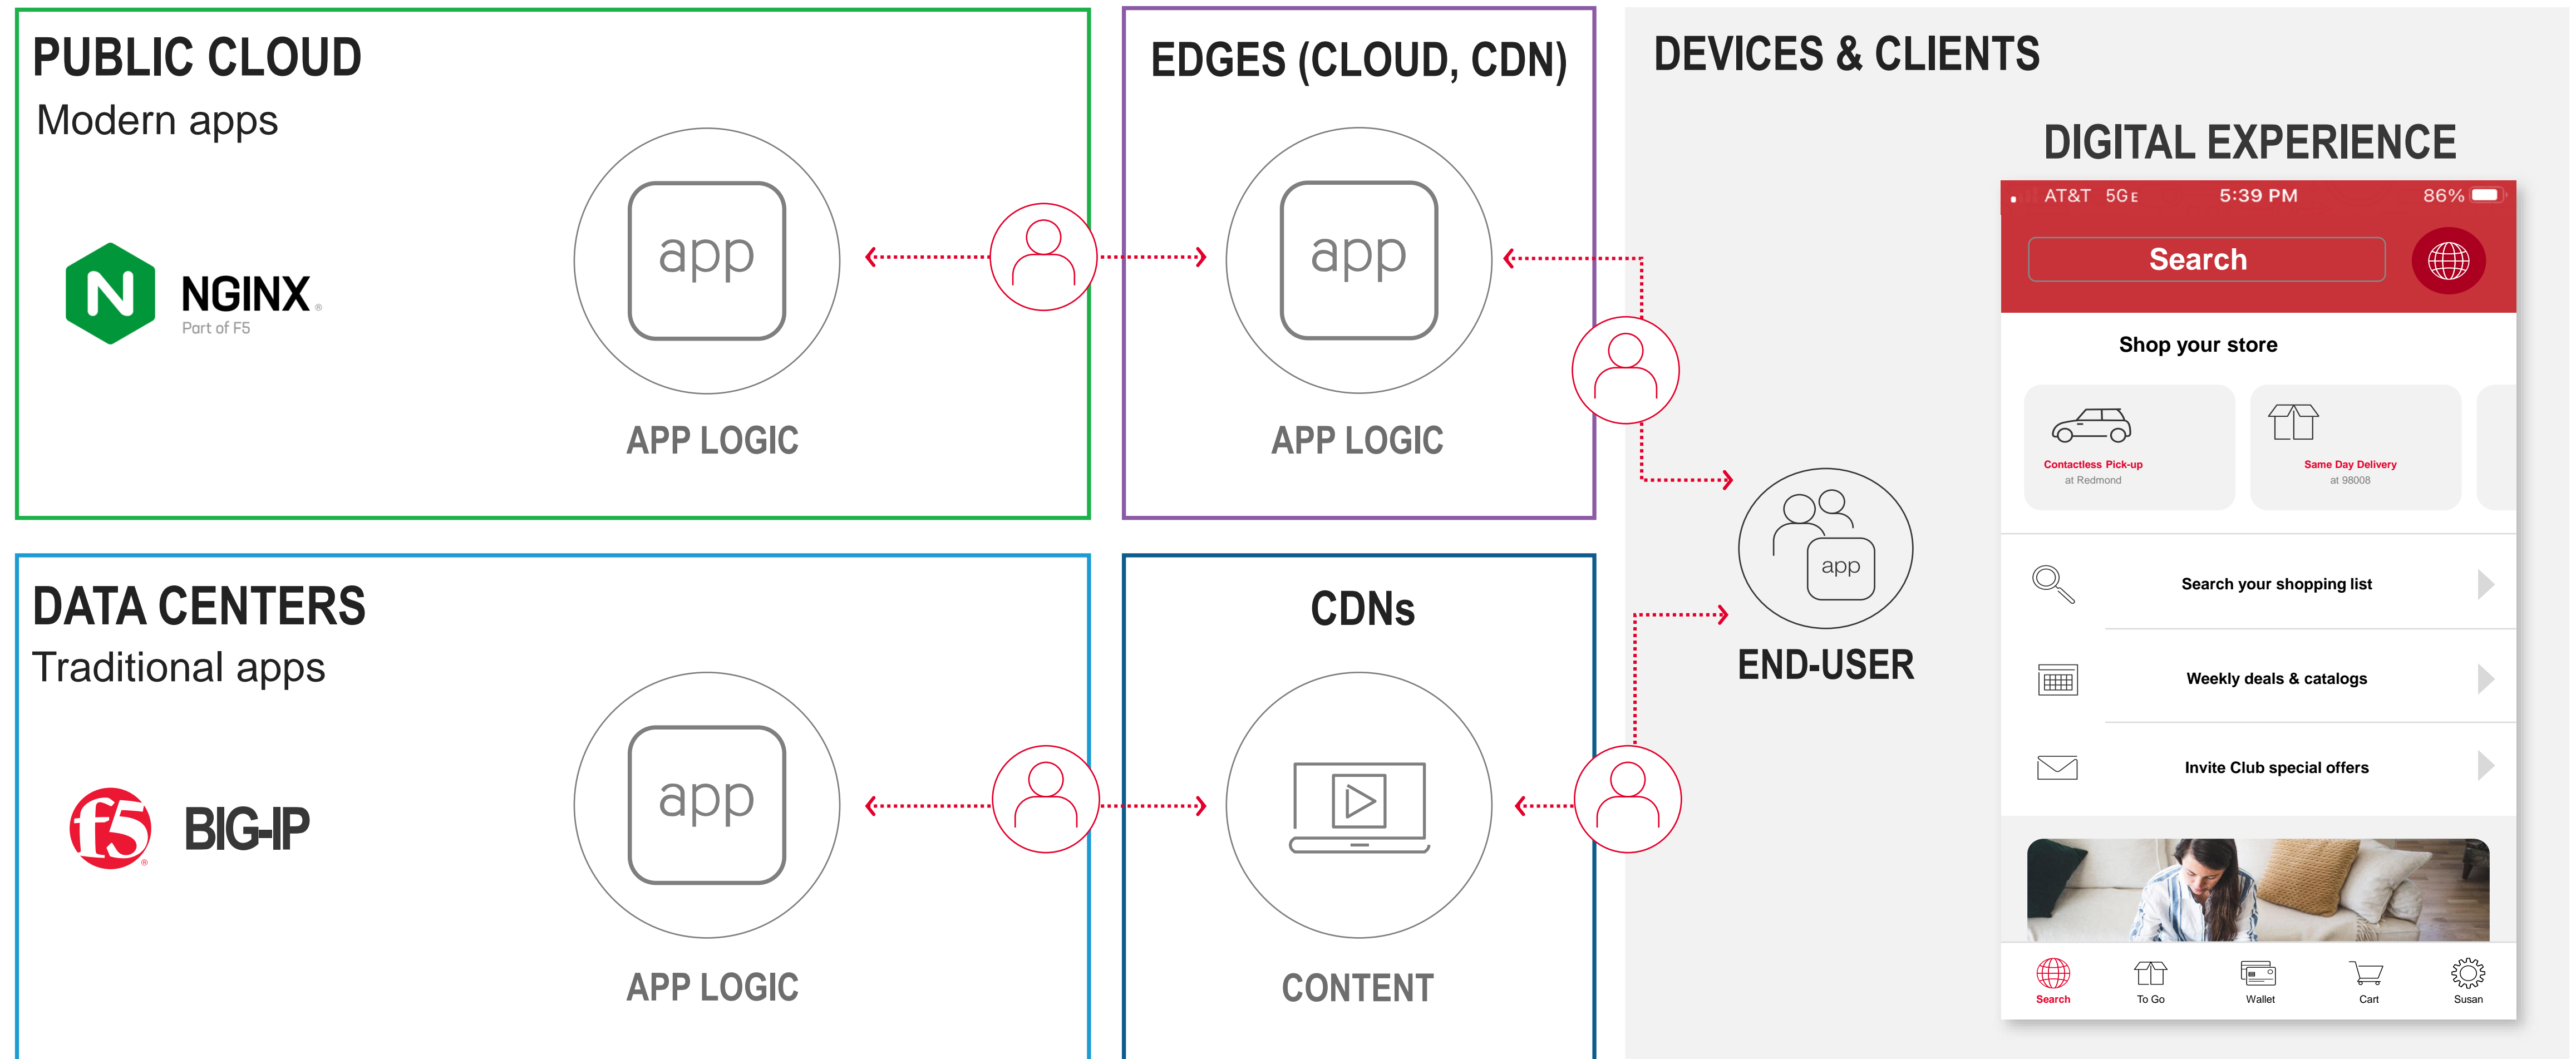 PUBLIC CLOUD
Modern apps
NGINX®
Part of F5
app
APP LOGIC
EDGES (CLOUD, CDN)
app
APP LOGIC
DATA CENTERS
Traditional apps
f5®
BIG-IP
app
APP LOGIC
CDNs
CONTENT
DEVICES & CLIENTS
app
END-USER
DIGITAL EXPERIENCE
AT&T 5GE 5:39 PM 86%
Search
Shop your store
Contactless Pick-up
at Redmond
Same Day Delivery
at 98008
Search your shopping list
Weekly deals & catalogs
Invite Club special offers
Search To Go Wallet Cart Susan